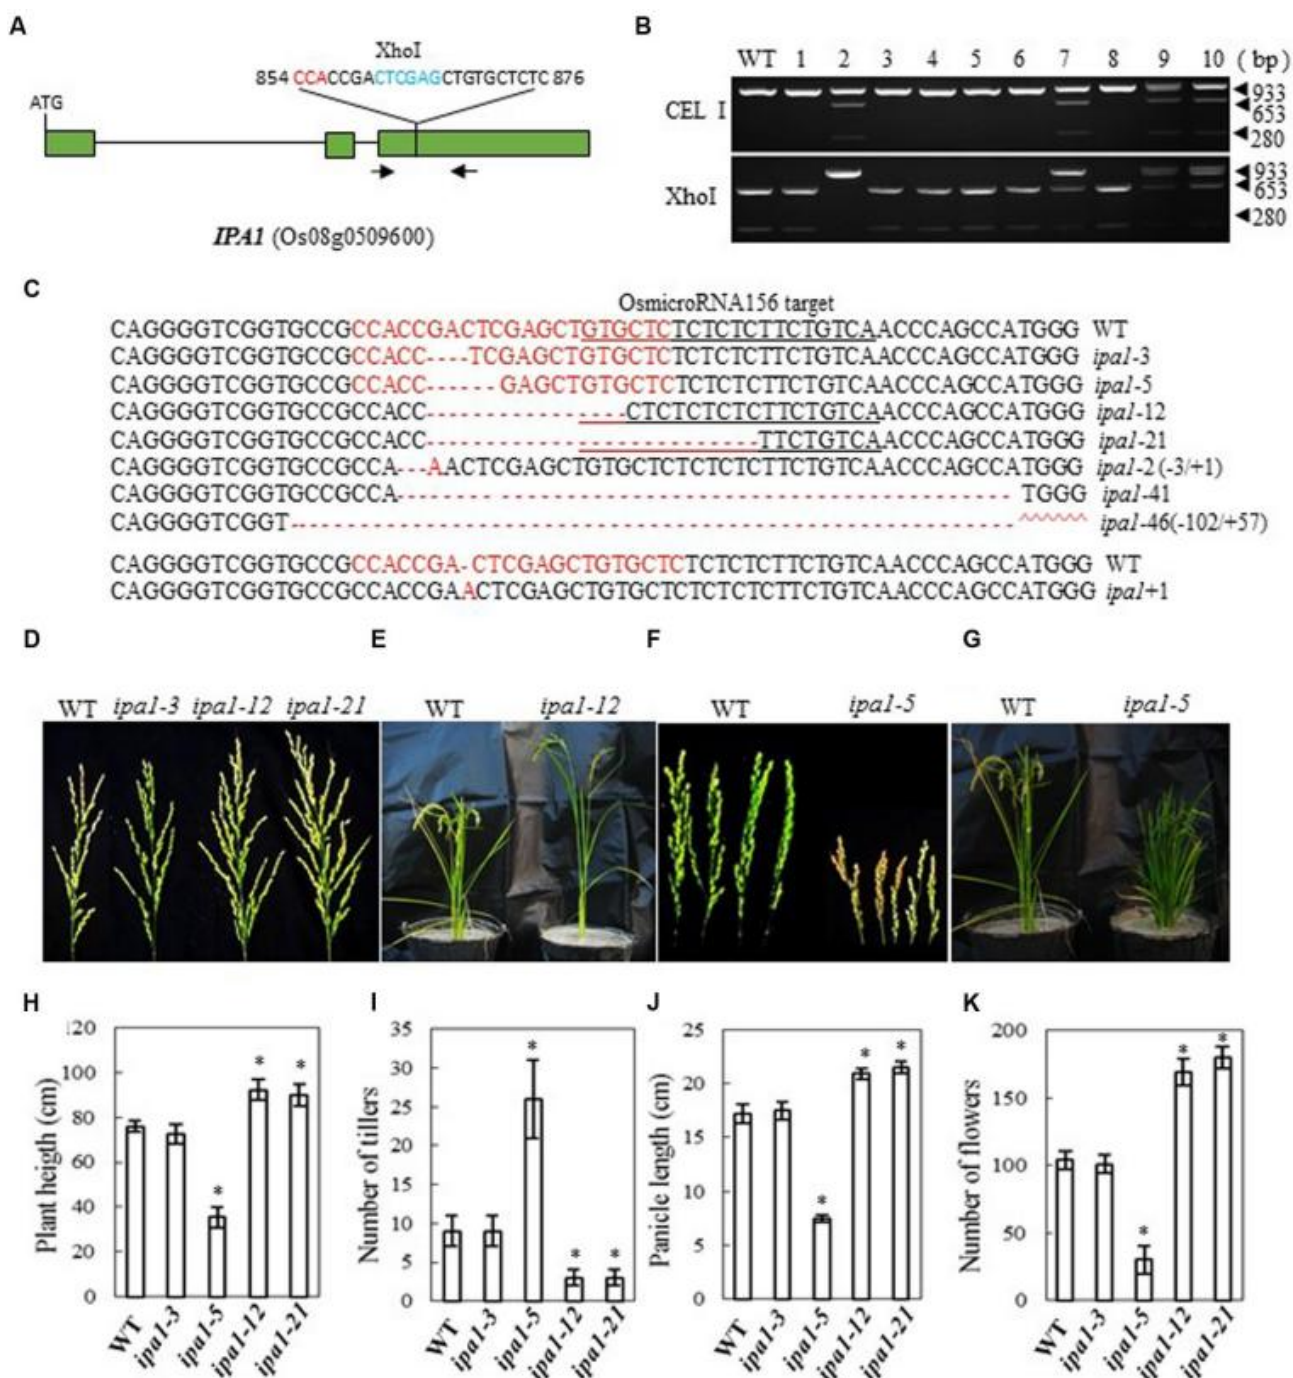 A
XhoI
854 CCACCGACTCGAGCTGTGCTCTC 876
ATG
IPA1 (Os08g0509600)
B
WT 1 2 3 4 5 6 7 8 9 10 (bp)
CEL I
933
653
280
XhoI
933
653
280
C
OsmicroRNA156 target
CAGGGGTCGGTGCCGCCACCGACTCGAGCTGTGCTCTCTCTCTTCTGTCAACCCAGCCATGGG WT
CAGGGGTCGGTGCCGCCACC----TCGAGCTGTGCTCTCTCTCTTCTGTCAACCCAGCCATGGG ipa1-3
CAGGGGTCGGTGCCGCCACC------GAGCTGTGCTCTCTCTCTTCTGTCAACCCAGCCATGGG ipa1-5
CAGGGGTCGGTGCCGCCACC----------------CTCTCTCTCTTCTGTCAACCCAGCCATGGG ipa1-12
CAGGGGTCGGTGCCGCCACC---------------------TTCTGTCAACCCAGCCATGGG ipa1-21
CAGGGGTCGGTGCCGCCA---AACTCGAGCTGTGCTCTCTCTCTTCTGTCAACCCAGCCATGGG ipa1-2(-3/+1)
CAGGGGTCGGTGCCGCCA-----------------------------------------TGGG ipa1-41
CAGGGGTCGGT------------------------------------------------^^^^^^ ipa1-46(-102/+57)
CAGGGGTCGGTGCCGCCACCGA-CTCGAGCTGTGCTCTCTCTCTTCTGTCAACCCAGCCATGGG WT
CAGGGGTCGGTGCCGCCACCGAACTCGAGCTGTGCTCTCTCTCTTCTGTCAACCCAGCCATGGG ipa1+1
D
WT ipa1-3 ipa1-12 ipa1-21
E
WT ipa1-12
F
WT ipa1-5
G
WT ipa1-5
H
Plant heigth (cm)
120
100
80
60
40
20
0
* * *
WT ipa1-3 ipa1-5 ipa1-12 ipa1-21
I
Number of tillers
35
30
25
20
15
10
5
0
* * *
WT ipa1-3 ipa1-5 ipa1-12 ipa1-21
J
Panicle length (cm)
25
20
15
10
5
0
* * *
WT ipa1-3 ipa1-5 ipa1-12 ipa1-21
K
Number of flowers
200
150
100
50
0
* * *
WT ipa1-3 ipa1-5 ipa1-12 ipa1-21